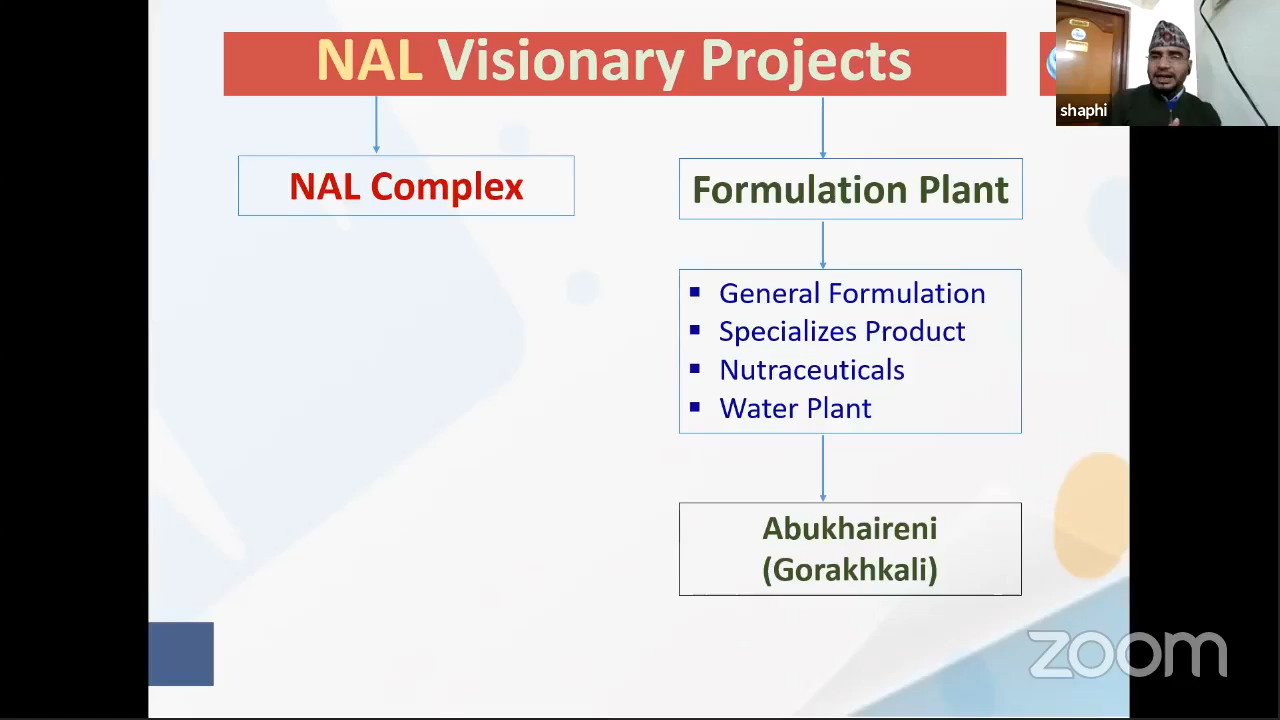 NAL Visionary Projects
shaphi
NAL Complex
Formulation Plant
▪ General Formulation
▪ Specializes Product
▪ Nutraceuticals
▪ Water Plant
Abukhaireni
(Gorakhkali)
zoom